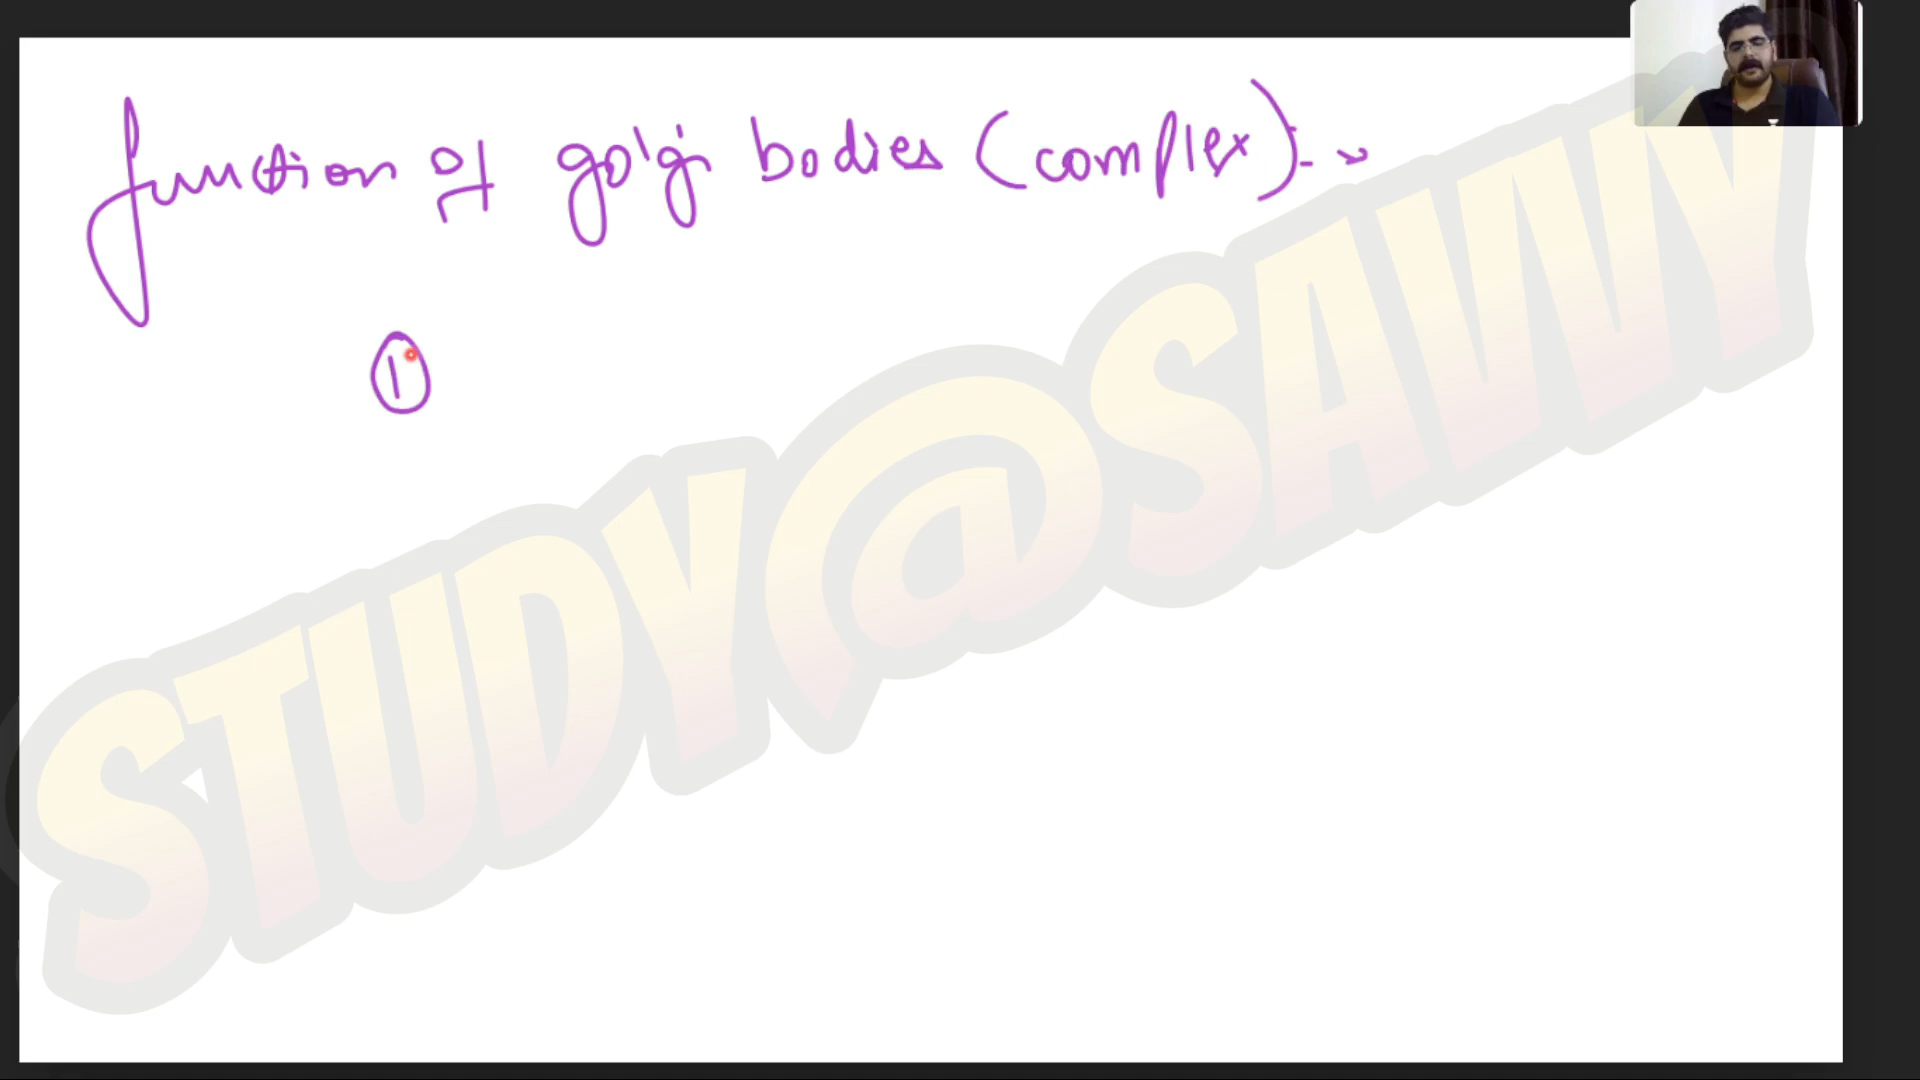 function of golgi bodies (complex):- 
①
STUDY@SAVVY